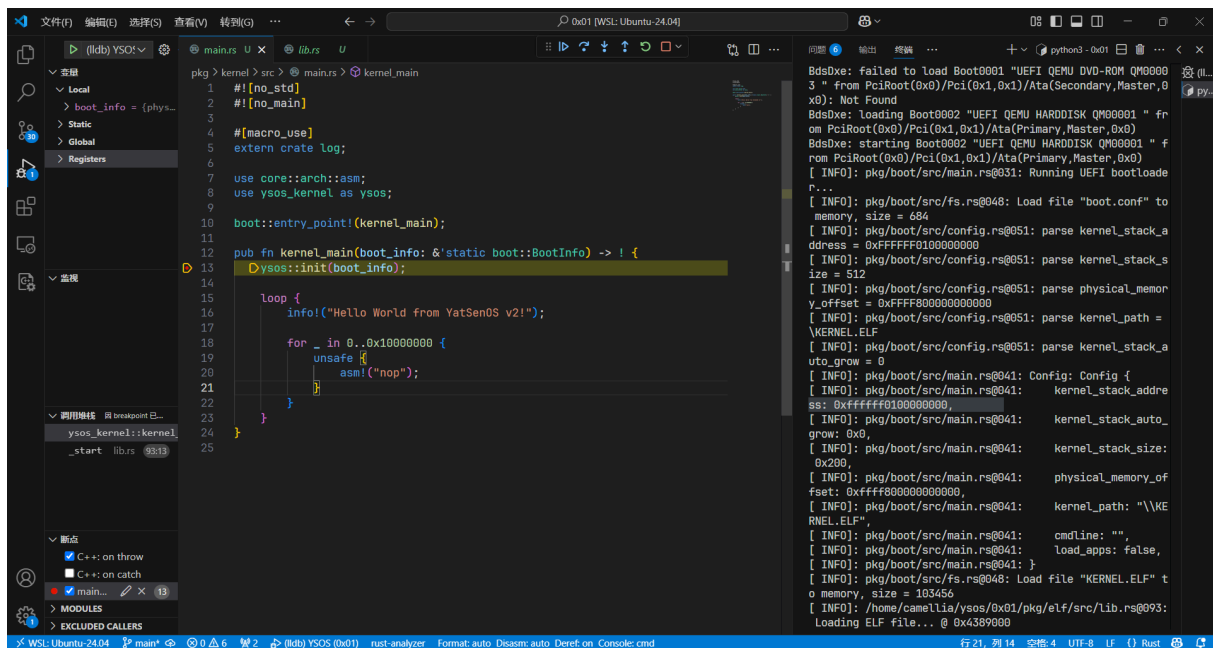 文件(F) 编辑(E) 选择(S) 查看(V) 转到(G) ··· 0x01 [WSL: Ubuntu-24.04]
(lldb) YSOS
main.rs U
lib.rs U
变量
Local
boot_info = {phys...
Static
Global
Registers
监视
调用堆栈 因 breakpoint 已...
ysos_kernel::kernel_
_start lib.rs 93:13
断点
C++: on throw
C++: on catch
main... 13
MODULES
EXCLUDED CALLERS
30
1
pkg > kernel > src > main.rs > kernel_main
1 #![no_std]
2 #![no_main]
3
4 #[macro_use]
5 extern crate log;
6
7 use core::arch::asm;
8 use ysos_kernel as ysos;
9
10 boot::entry_point!(kernel_main);
11
12 pub fn kernel_main(boot_info: &'static boot::BootInfo) -> ! {
13 ysos::init(boot_info);
14
15 loop {
16 info!("Hello World from YatSenOS v2!");
17
18 for _ in 0..0x10000000 {
19 unsafe {
20 asm!("nop");
21 }
22 }
23 }
24 }
25
问题 6 输出 终端 ··· python3 - 0x01
BdsDxe: failed to load Boot0001 "UEFI QEMU DVD-ROM QM0000
3 " from PciRoot(0x0)/Pci(0x1,0x1)/Ata(Secondary,Master,0
x0): Not Found
BdsDxe: loading Boot0002 "UEFI QEMU HARDDISK QM00001 " fr
om PciRoot(0x0)/Pci(0x1,0x1)/Ata(Primary,Master,0x0)
BdsDxe: starting Boot0002 "UEFI QEMU HARDDISK QM00001 " f
rom PciRoot(0x0)/Pci(0x1,0x1)/Ata(Primary,Master,0x0)
[ INFO]: pkg/boot/src/main.rs@031: Running UEFI bootloade
r...
[ INFO]: pkg/boot/src/fs.rs@048: Load file "boot.conf" to
memory, size = 684
[ INFO]: pkg/boot/src/config.rs@051: parse kernel_stack_a
ddress = 0xFFFFFF0100000000
[ INFO]: pkg/boot/src/config.rs@051: parse kernel_stack_s
ize = 512
[ INFO]: pkg/boot/src/config.rs@051: parse physical_memor
y_offset = 0xFFFF800000000000
[ INFO]: pkg/boot/src/config.rs@051: parse kernel_path =
\KERNEL.ELF
[ INFO]: pkg/boot/src/config.rs@051: parse kernel_stack_a
uto_grow = 0
[ INFO]: pkg/boot/src/main.rs@041: Config: Config {
[ INFO]: pkg/boot/src/main.rs@041: kernel_stack_addre
ss: 0xffffff0100000000,
[ INFO]: pkg/boot/src/main.rs@041: kernel_stack_auto_
grow: 0x0,
[ INFO]: pkg/boot/src/main.rs@041: kernel_stack_size:
0x200,
[ INFO]: pkg/boot/src/main.rs@041: physical_memory_of
fset: 0xffff800000000000,
[ INFO]: pkg/boot/src/main.rs@041: kernel_path: "\\KE
RNEL.ELF",
[ INFO]: pkg/boot/src/main.rs@041: cmdline: "",
[ INFO]: pkg/boot/src/main.rs@041: load_apps: false,
[ INFO]: pkg/boot/src/main.rs@041: }
[ INFO]: pkg/boot/src/fs.rs@048: Load file "KERNEL.ELF" t
o memory, size = 103456
[ INFO]: /home/camellia/ysos/0x01/pkg/elf/src/lib.rs@093:
Loading ELF file... @ 0x4389000
(ll...
py...
WSL: Ubuntu-24.04 main* 0 6 2 (lldb) YSOS (0x01) rust-analyzer Format: auto Disasm: auto Deref: on Console: cmd 行 21, 列 14 空格: 4 UTF-8 LF {} Rust